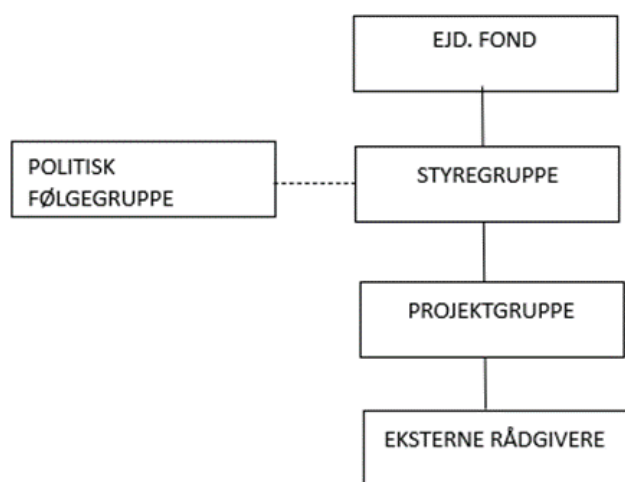 EJD. FOND
POLITISK
FØLGEGRUPPE
STYREGRUPPE
PROJEKTGRUPPE
EKSTERNE RÅDGIVERE